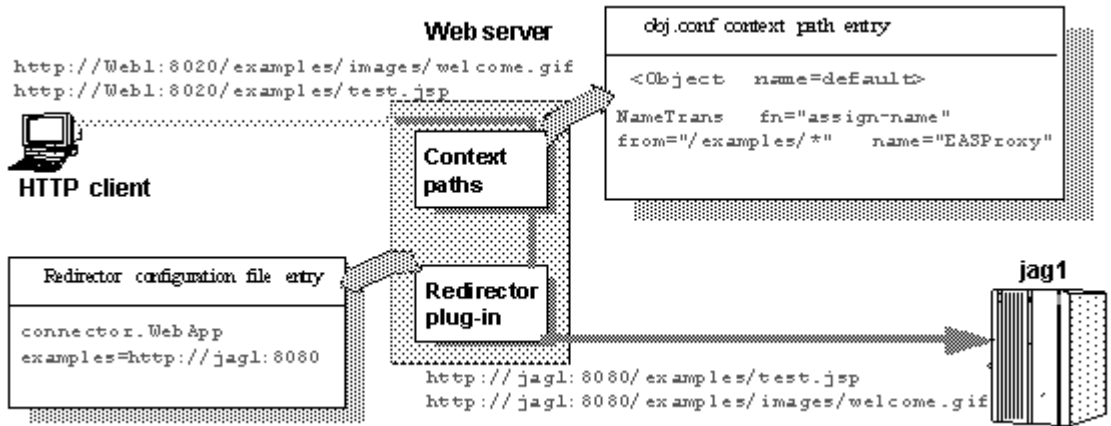 Web server
http://Web1:8020/examples/images/welcome.gif
http://Web1:8020/examples/test.jsp
HTTP client
Context
paths
obj.conf context path entry
<Object name=default>
NameTrans fn="assign-name"
from="/examples/*" name="EASProxy"
Redirector configuration file entry
connector.WebApp
examples=http://jag1:8080
Redirector
plug-in
jag1
http://jag1:8080/examples/test.jsp
http://jag1:8080/examples/images/welcome.gif